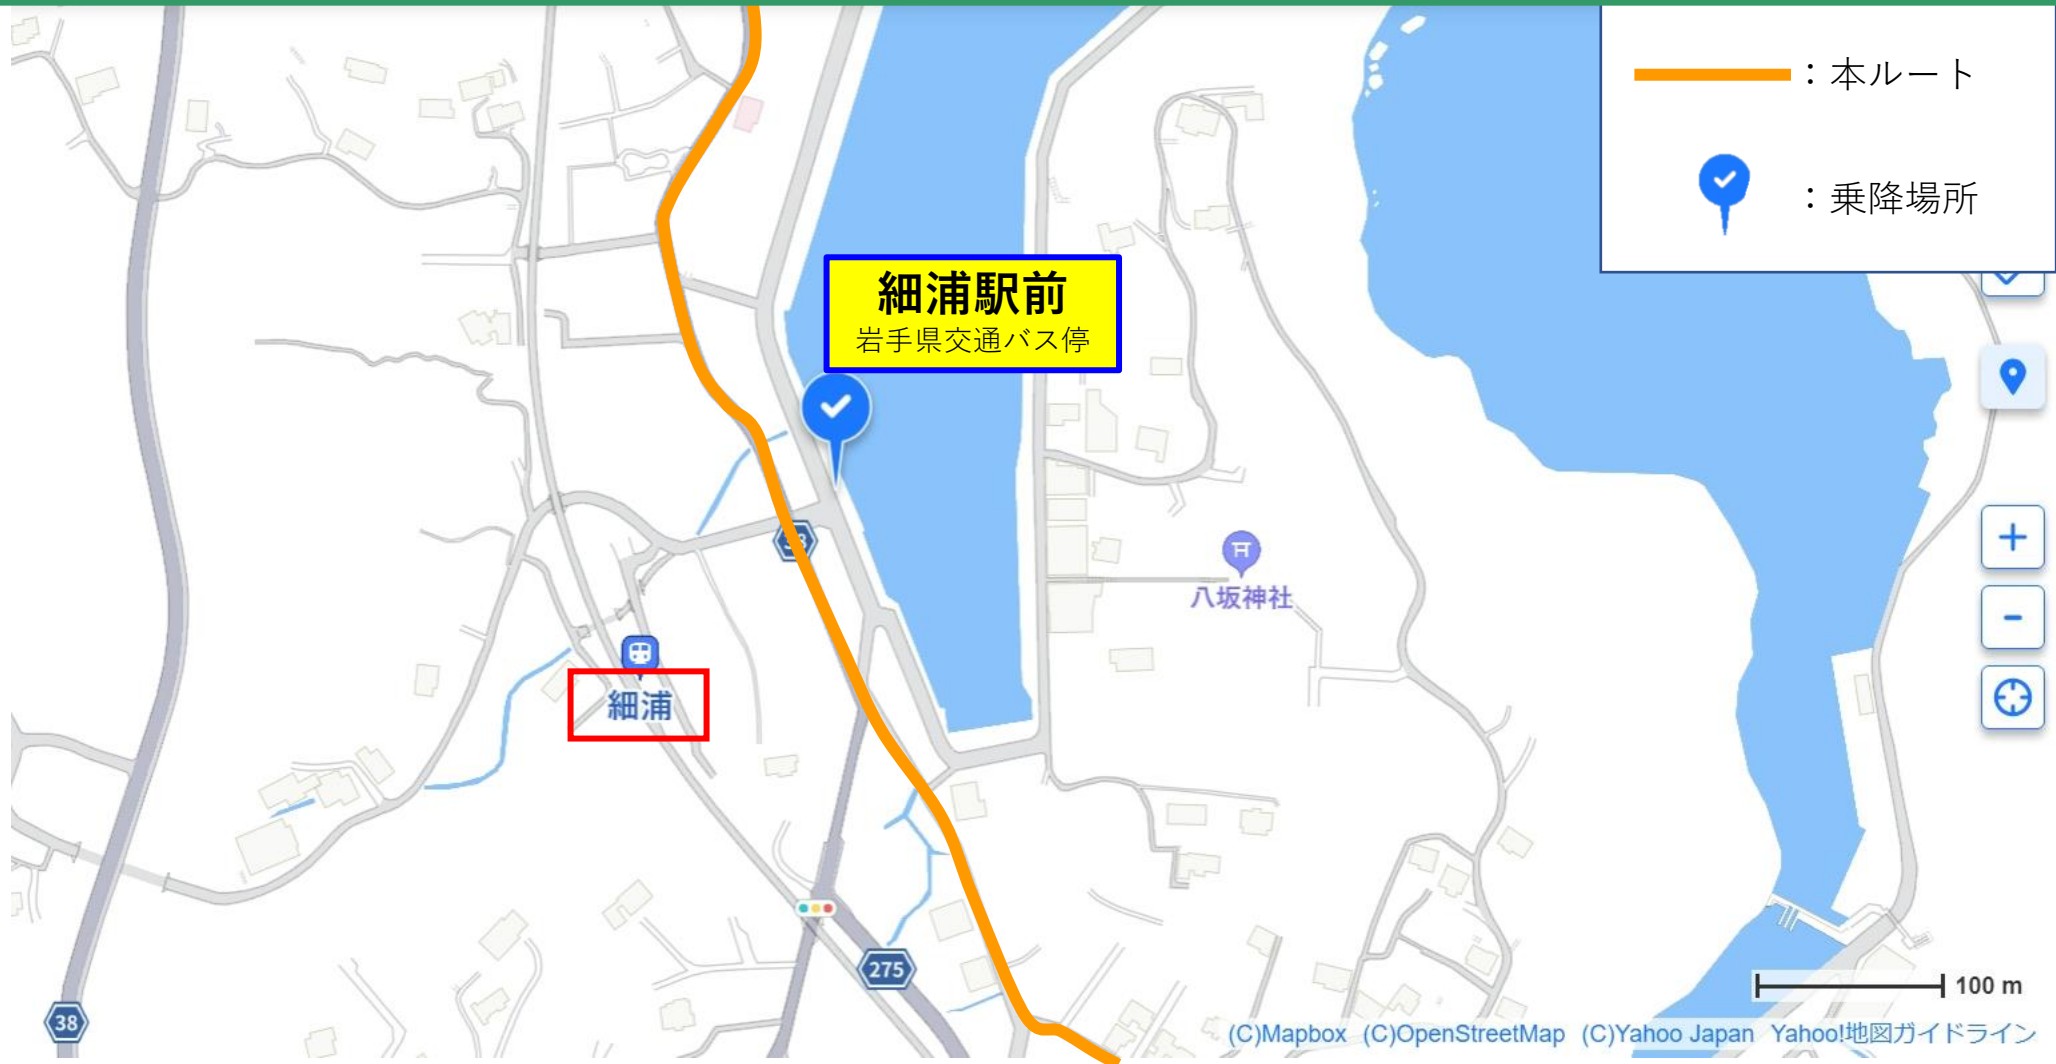 ：本ルート
：乗降場所
細浦駅前
岩手県交通バス停
38
八坂神社
細浦
275
38
100 m
(C)Mapbox (C)OpenStreetMap (C)Yahoo Japan Yahoo!地図ガイドライン